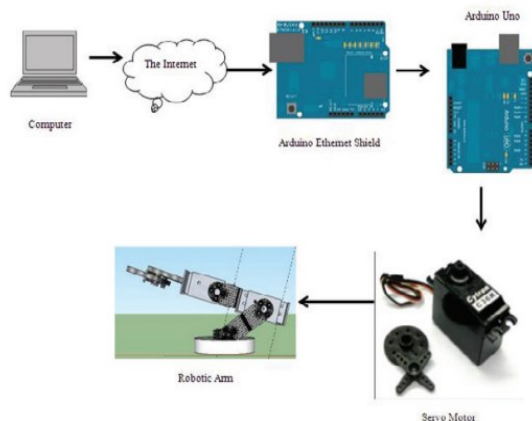 Arduino Uno
The Internet
Computer
Arduino Ethernet Shield
Robotic Arm
Servo Motor